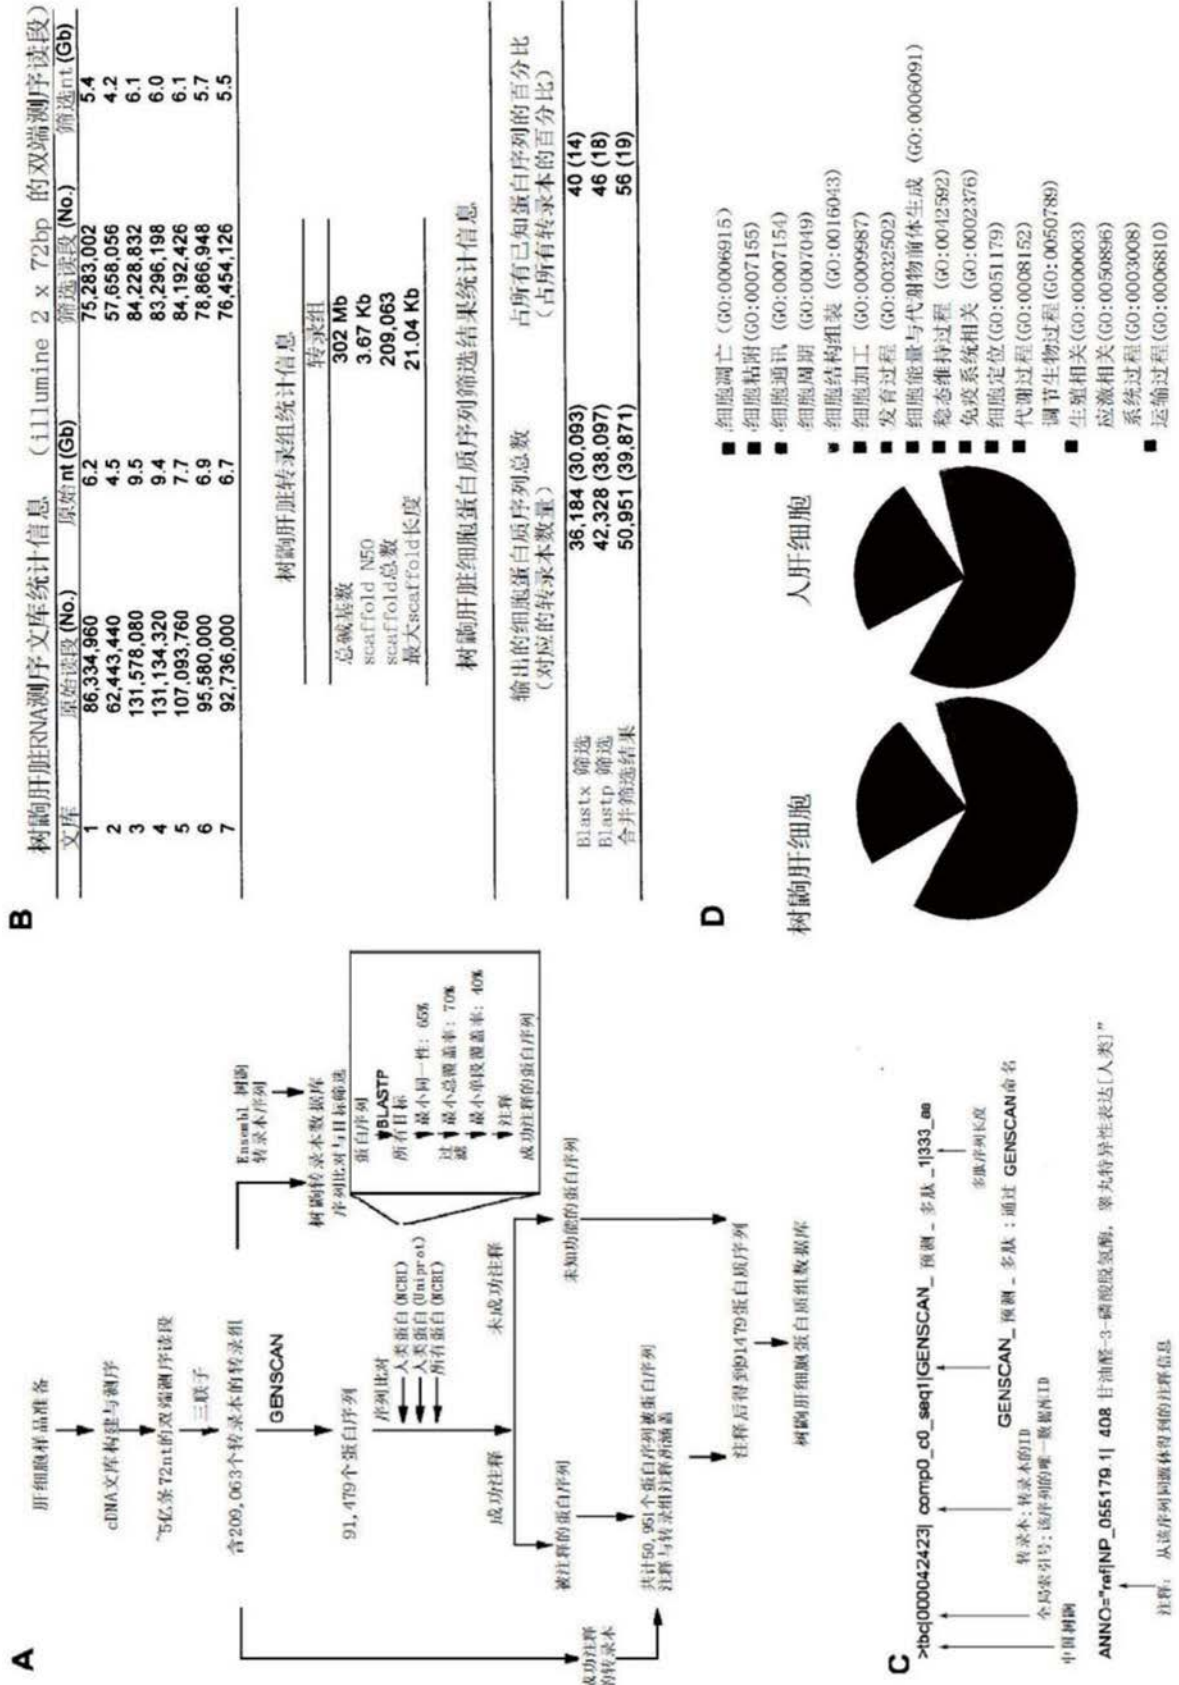 A
肝细胞样品准备
cDNA文库构建与测序
~5亿条72nt的双端测序读段
三联子
含209,063个转录本的转录组
GENSCAN
91,479个蛋白序列
序列比对
人类蛋白(NCBI)
人类蛋白(Uniprot)
所有蛋白(NCBI)
成功注释
未成功注释
被注释的蛋白序列
未知功能的蛋白序列
成功注释
的转录本
共计50,951个蛋白序列被蛋白序列
注释与转录组注释所涵盖
注释后得到91479蛋白质序列
树鼩肝细胞蛋白质组数据库
Ensembl 树鼩
转录本序列
树鼩转录本数据库
序列比对与目标筛选
蛋白序列
BLASTP
所有目标
过滤
最小同一性: 65%
最小总覆盖率: 70%
最小单段覆盖率: 40%
注释
成功注释的蛋白序列
B
树鼩肝脏RNA测序文库统计信息 (illumine 2 x 72bp 的双端测序读段)
文库 原始读段 (No.) 原始 nt (Gb) 筛选读段 (No.) 筛选nt (Gb)
1 86,334,960 6.2 75,283,002 5.4
2 62,443,440 4.5 57,658,056 4.2
3 131,578,080 9.5 84,228,832 6.1
4 131,134,320 9.4 83,296,198 6.0
5 107,093,760 7.7 84,192,426 6.1
6 95,580,000 6.9 78,866,948 5.7
7 92,736,000 6.7 76,454,126 5.5
树鼩肝脏转录组统计信息
转录组
总碱基数 302 Mb
scaffold N50 3.67 Kb
scaffold总数 209,063
最大scaffold长度 21.04 Kb
树鼩肝脏细胞蛋白质序列筛选结果统计信息
输出的细胞蛋白质序列总数 占所有已知蛋白序列的百分比
(对应的转录本数量) (占所有转录本的百分比)
Blastx 筛选 36,184 (30,093) 40 (14)
Blastp 筛选 42,328 (38,097) 46 (18)
合并筛选结果 50,951 (39,871) 56 (19)
C
>tbc|000042423| comp0_c0_seq1|GENSCAN_ 预测_ 多肽 _1|333_aa
中国树鼩
全局索引号: 该序列的唯一数据库ID
转录本: 转录本的ID
GENSCAN_ 预测_ 多肽 : 通过 GENSCAN命名
多肽序列长度
ANNO="ref|NP_055179.1| 408 甘油醛-3-磷酸脱氢酶, 睾丸特异性表达[人类]"
注释: 从该序列同源体得到的注释信息
D
树鼩肝细胞
人肝细胞
细胞凋亡 (GO:0006915)
细胞粘附(GO:0007155)
细胞通讯 (GO:0007154)
细胞周期 (GO:0007049)
细胞结构组装 (GO:0016043)
细胞加工 (GO:0009987)
发育过程 (GO:0032502)
细胞能量与代谢物前体生成 (GO:0006091)
稳态维持过程 (GO:0042592)
免疫系统相关 (GO:0002376)
细胞定位(GO:0051179)
代谢过程(GO:0008152)
调节生物过程(GO:0050789)
生殖相关(GO:0000003)
应激相关(GO:0050896)
系统过程(GO:0003008)
运输过程(GO:0006810)